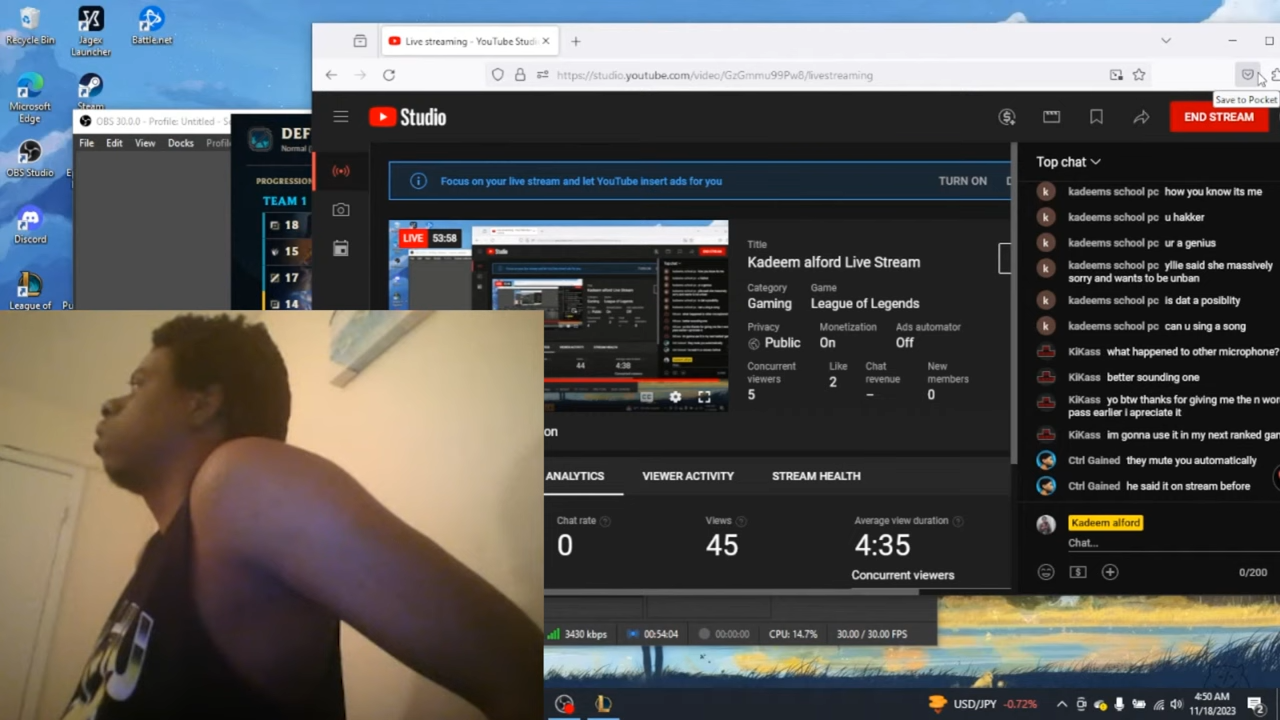 Recycle Bin
Jagex
Launcher
Battle.net
Microsoft
Edge
Steam
OBS Studio
Discord
League of
OBS 30.0.0 - Profile: Untitled - S
File Edit View Docks Profil
DEF
Normal
PROGRESSION
TEAM 1
18
15
17
14
Live streaming - YouTube Studi
https://studio.youtube.com/video/GzGmmu99Pw8/livestreaming
Save to Pocket
Studio
END STREAM
Focus on your live stream and let YouTube insert ads for you
TURN ON
LIVE 53:58
Title
Kadeem alford Live Stream
Category Game
Gaming League of Legends
Privacy Monetization Ads automator
Public On Off
Concurrent viewers Like Chat revenue New members
5 2 – 0
on
ANALYTICS VIEWER ACTIVITY STREAM HEALTH
Chat rate Views Average view duration
0 45 4:35
Concurrent viewers
Top chat
kadeems school pc how you know its me
kadeems school pc u hakker
kadeems school pc ur a genius
kadeems school pc yllie said she massively
sorry and wants to be unban
kadeems school pc is dat a posiblity
kadeems school pc can u sing a song
KiKass what happened to other microphone?
KiKass better sounding one
KiKass yo btw thanks for giving me the n wor
pass earlier i apreciate it
KiKass im gonna use it in my next ranked gam
Ctrl Gained they mute you automatically
Ctrl Gained he said it on stream before
Kadeem alford
Chat...
0/200
3430 kbps 00:54:04 00:00:00 CPU: 14.7% 30.00 / 30.00 FPS
USD/JPY -0.72%
4:50 AM
11/18/2023
2